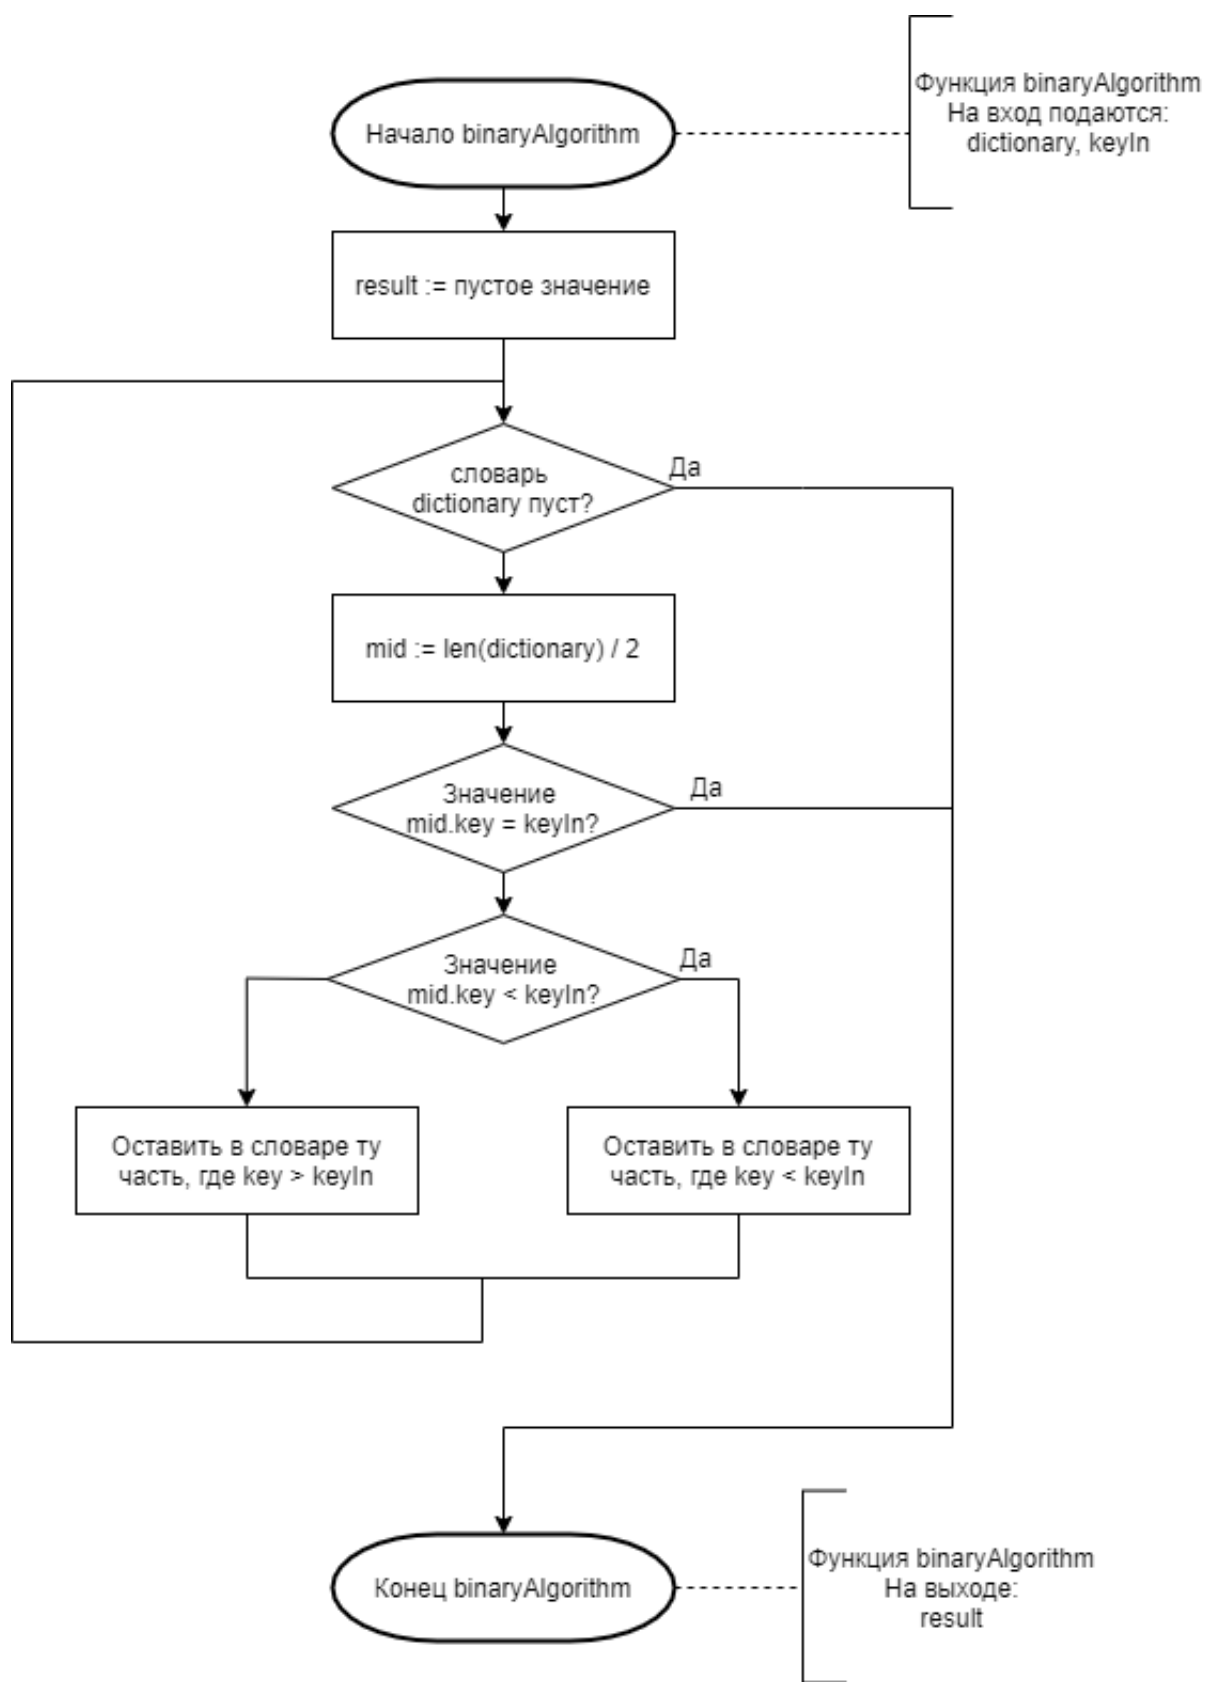 Функция binaryAlgorithm
На вход подаются:
dictionary, keyIn
Начало binaryAlgorithm
result := пустое значение
словарь
dictionary пуст?
Да
mid := len(dictionary) / 2
Значение
mid.key = keyIn?
Да
Значение
mid.key < keyIn?
Да
Оставить в словаре ту
часть, где key > keyIn
Оставить в словаре ту
часть, где key < keyIn
Конец binaryAlgorithm
Функция binaryAlgorithm
На выходе:
result